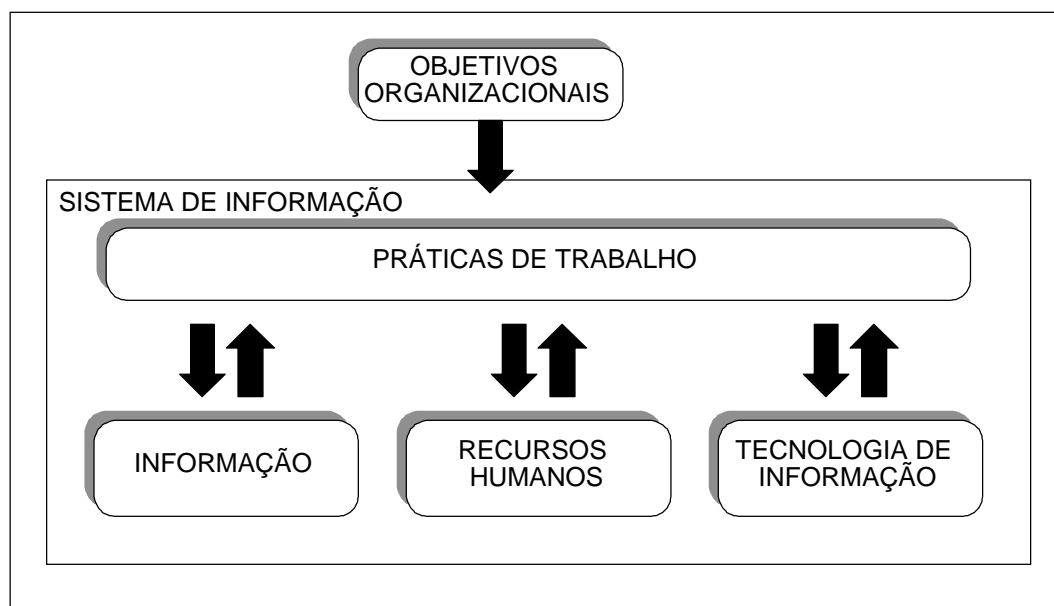 OBJETIVOS
ORGANIZACIONAIS
SISTEMA DE INFORMAÇÃO
PRÁTICAS DE TRABALHO
INFORMAÇÃO
RECURSOS
HUMANOS
TECNOLOGIA DE
INFORMAÇÃO